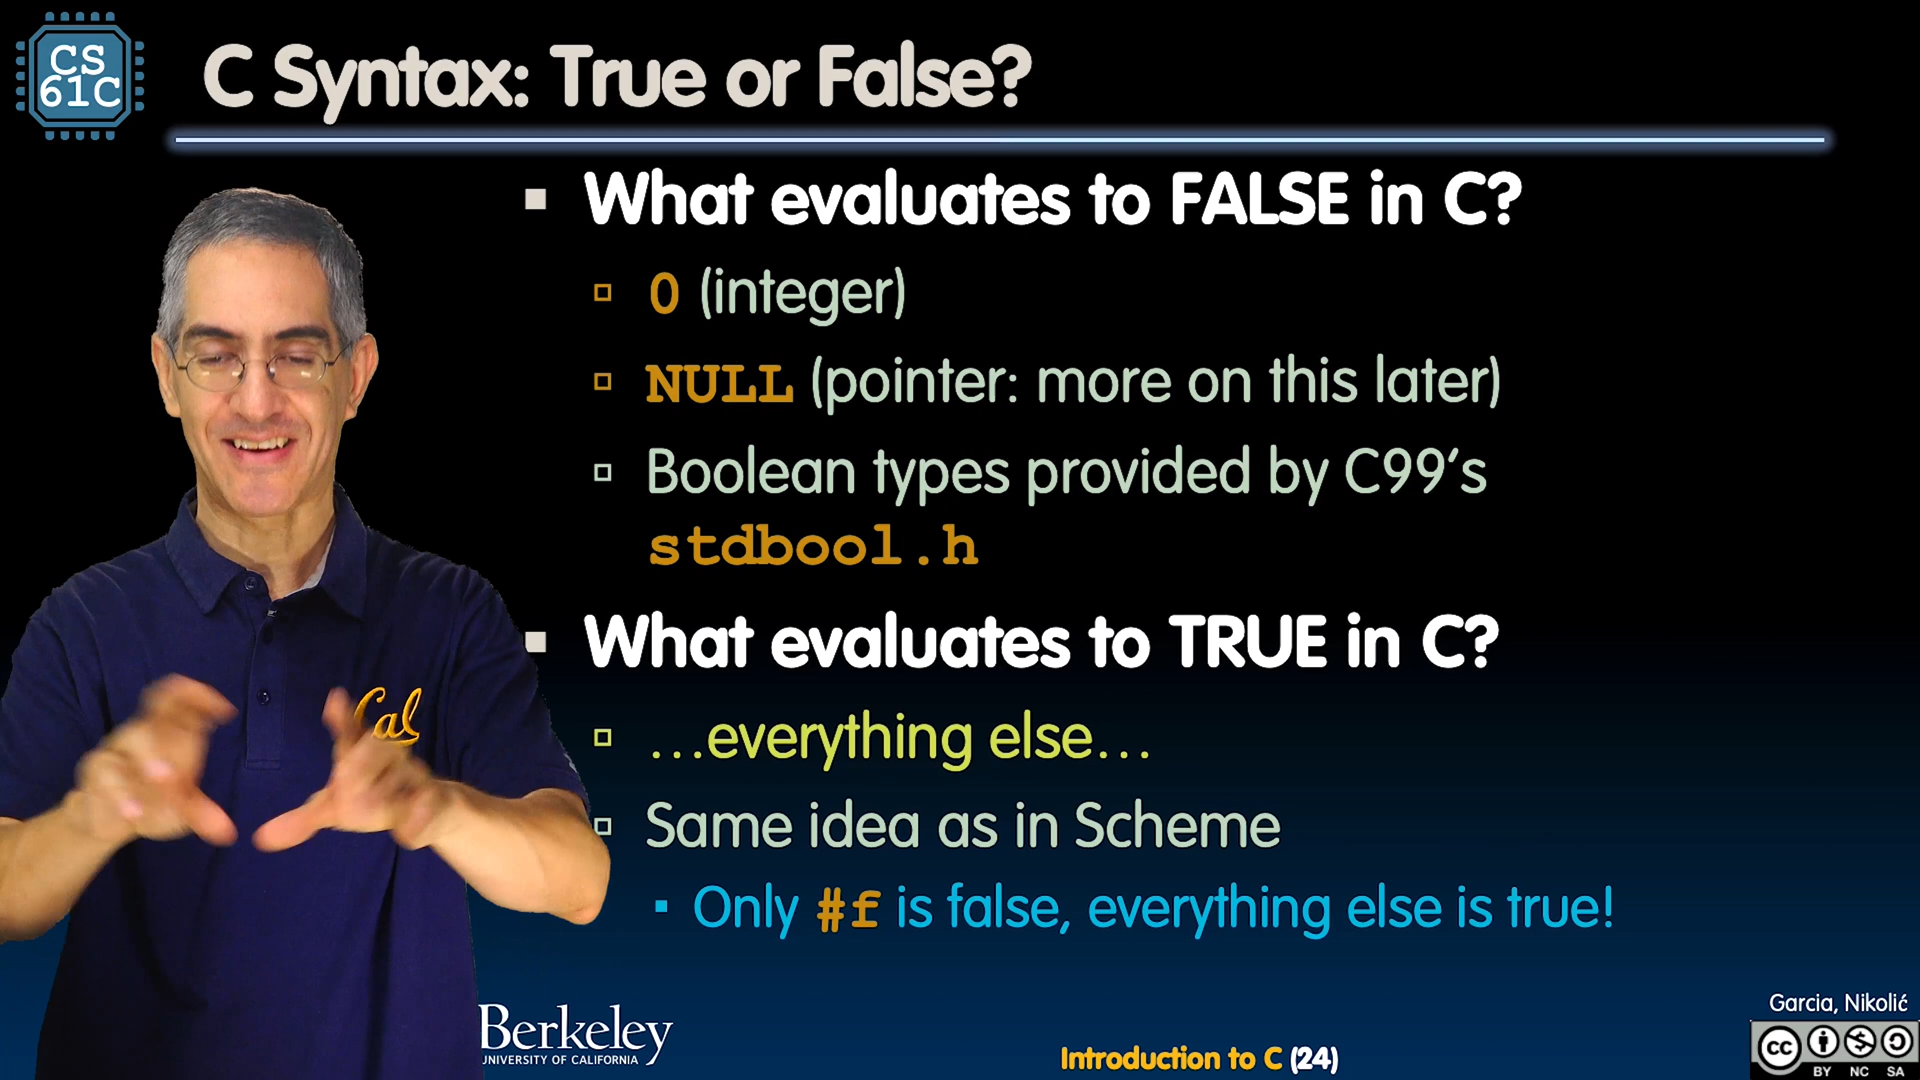 CS
61C
C Syntax: True or False?
What evaluates to FALSE in C?
0 (integer)
NULL (pointer: more on this later)
Boolean types provided by C99’s
stdbool.h
What evaluates to TRUE in C?
…everything else…
Same idea as in Scheme
Only #f is false, everything else is true!
Cal
Berkeley
UNIVERSITY OF CALIFORNIA
Introduction to C (24)
Garcia, Nikolić
cc
BY NC SA